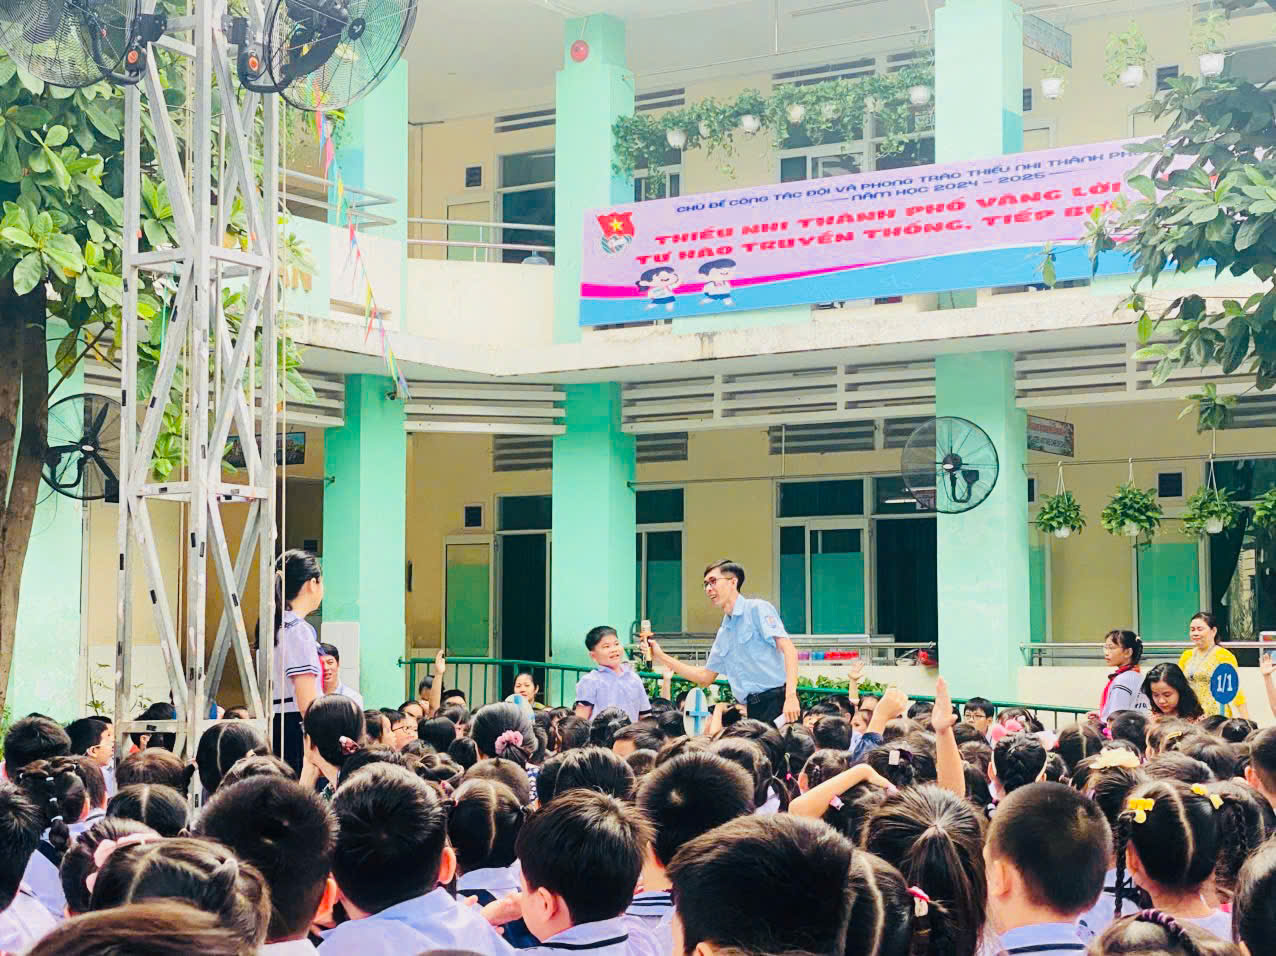 CHỦ ĐỀ CÔNG TÁC ĐỘI VÀ PHONG TRÀO THIẾU NHI THÀNH PHỐ
NĂM HỌC 2024 - 2025
THIẾU NHI THÀNH PHỐ VÂNG LỜI
TỰ HÀO TRUYỀN THỐNG, TIẾP BƯỚC
1/1